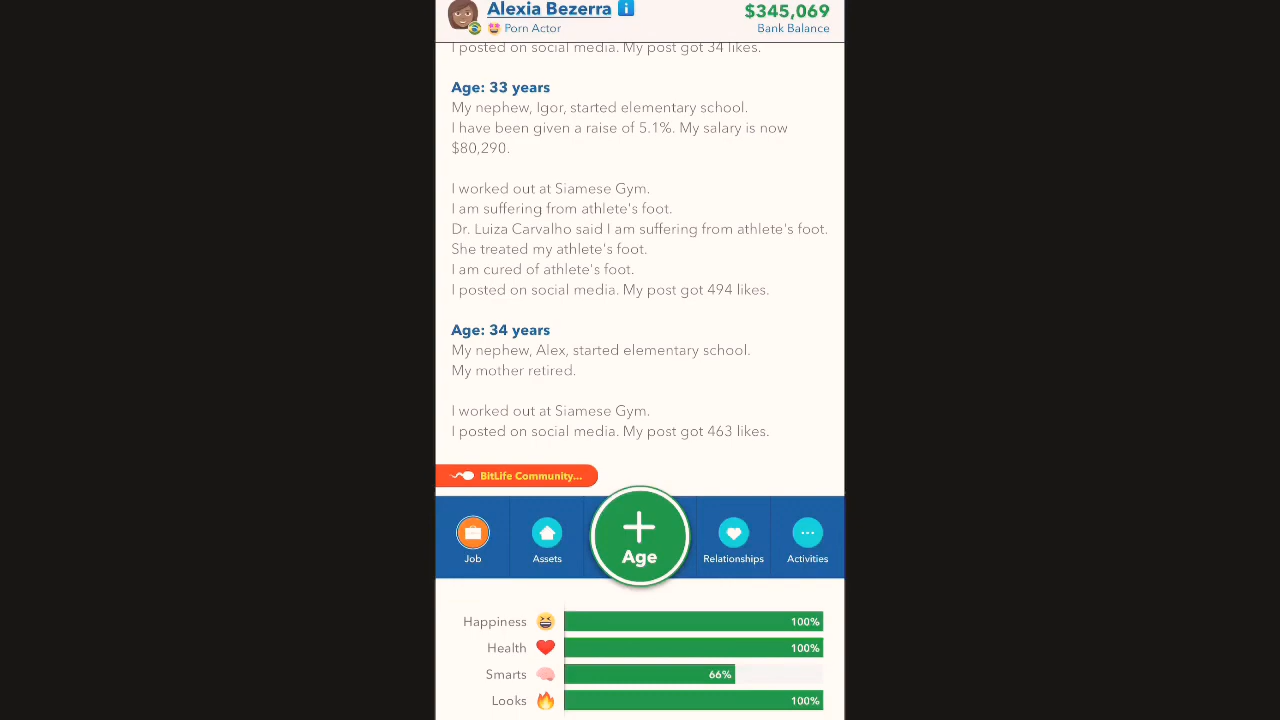 Alexia Bezerra
$345,069
Porn Actor
Bank Balance
I posted on social media. My post got 34 likes.
Age: 33 years
My nephew, Igor, started elementary school.
I have been given a raise of 5.1%. My salary is now
$80,290.
I worked out at Siamese Gym.
I am suffering from athlete's foot.
Dr. Luiza Carvalho said I am suffering from athlete's foot.
She treated my athlete's foot.
I am cured of athlete's foot.
I posted on social media. My post got 494 likes.
Age: 34 years
My nephew, Alex, started elementary school.
My mother retired.
I worked out at Siamese Gym.
I posted on social media. My post got 463 likes.
BitLife Community...
Job
Assets
Age
Relationships
Activities
Happiness 100%
Health 100%
Smarts 66%
Looks 100%